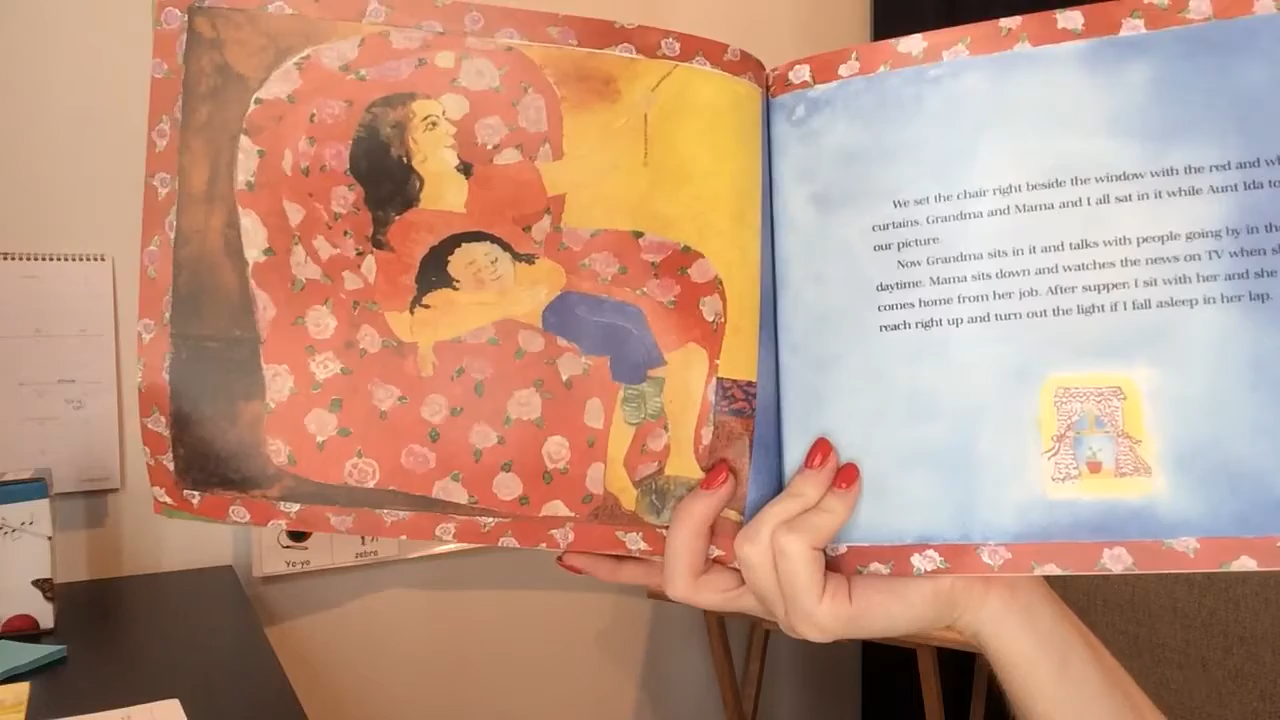 We set the chair right beside the window with the red and
curtains. Grandma and Mama and I all sat in it while Aunt Ida
our picture.
Now Grandma sits in it and talks with people going by in
daytime. Mama sits down and watches the news on TV when
comes home from her job. After supper, I sit with her and she
reach right up and turn out the light if I fall asleep in her lap.
Yo-yo
zebra